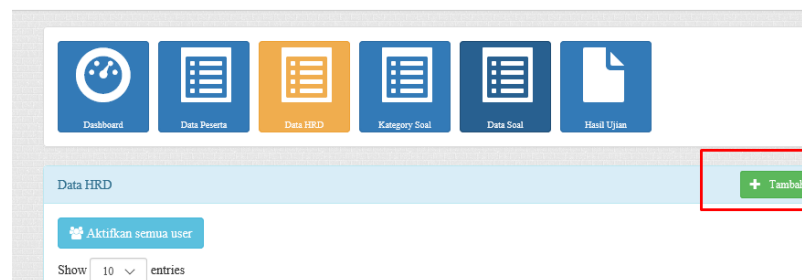 Dashboard Data Peserta Data HRD Kategory Soal Data Soal Hasil Ujian
Data HRD
Aktifkan semua user
Show 10 entries